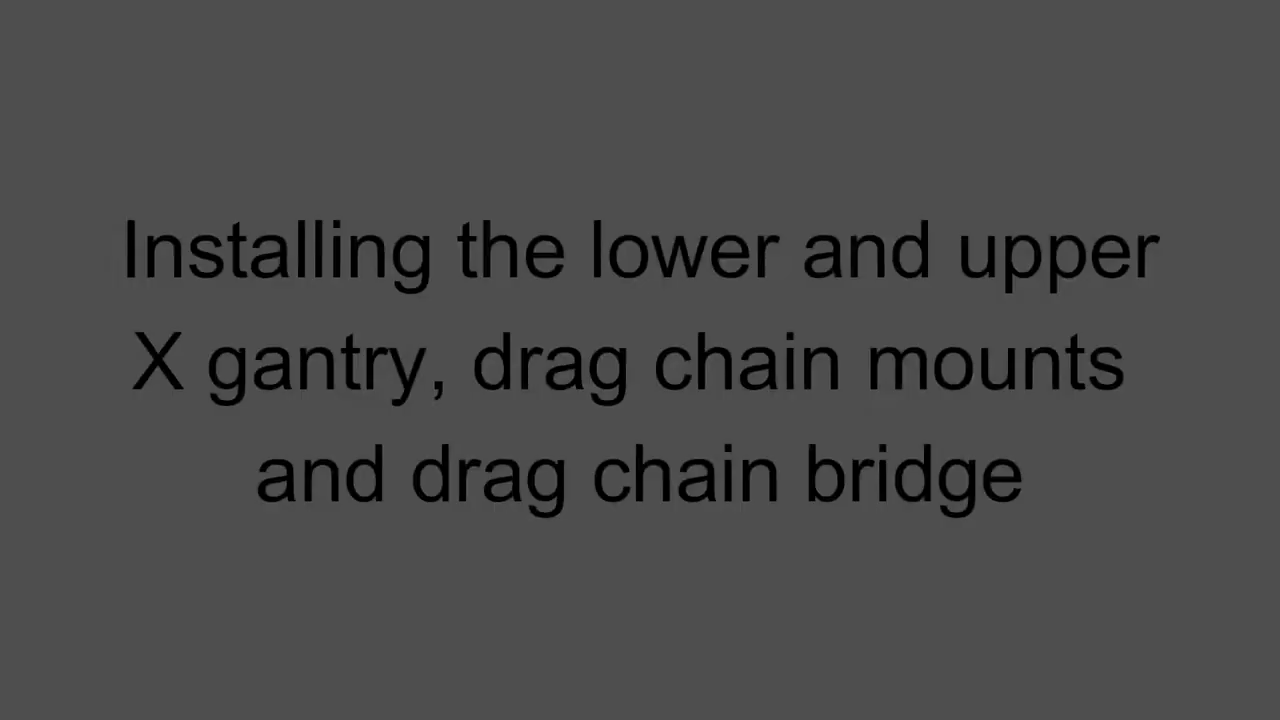 Installing the lower and upper
X gantry, drag chain mounts
and drag chain bridge